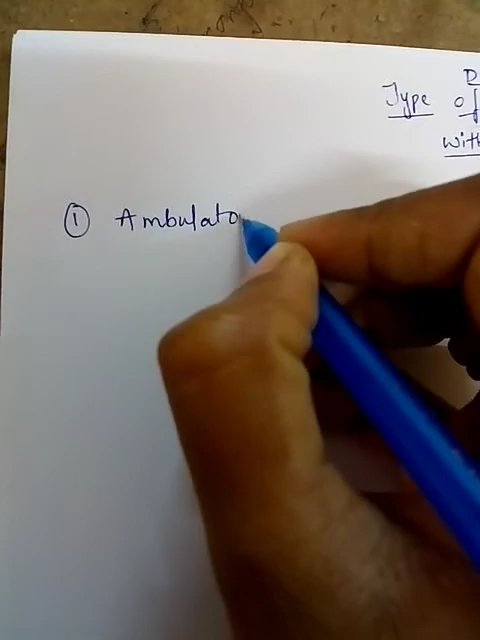 D
Type of
with
① Ambulato